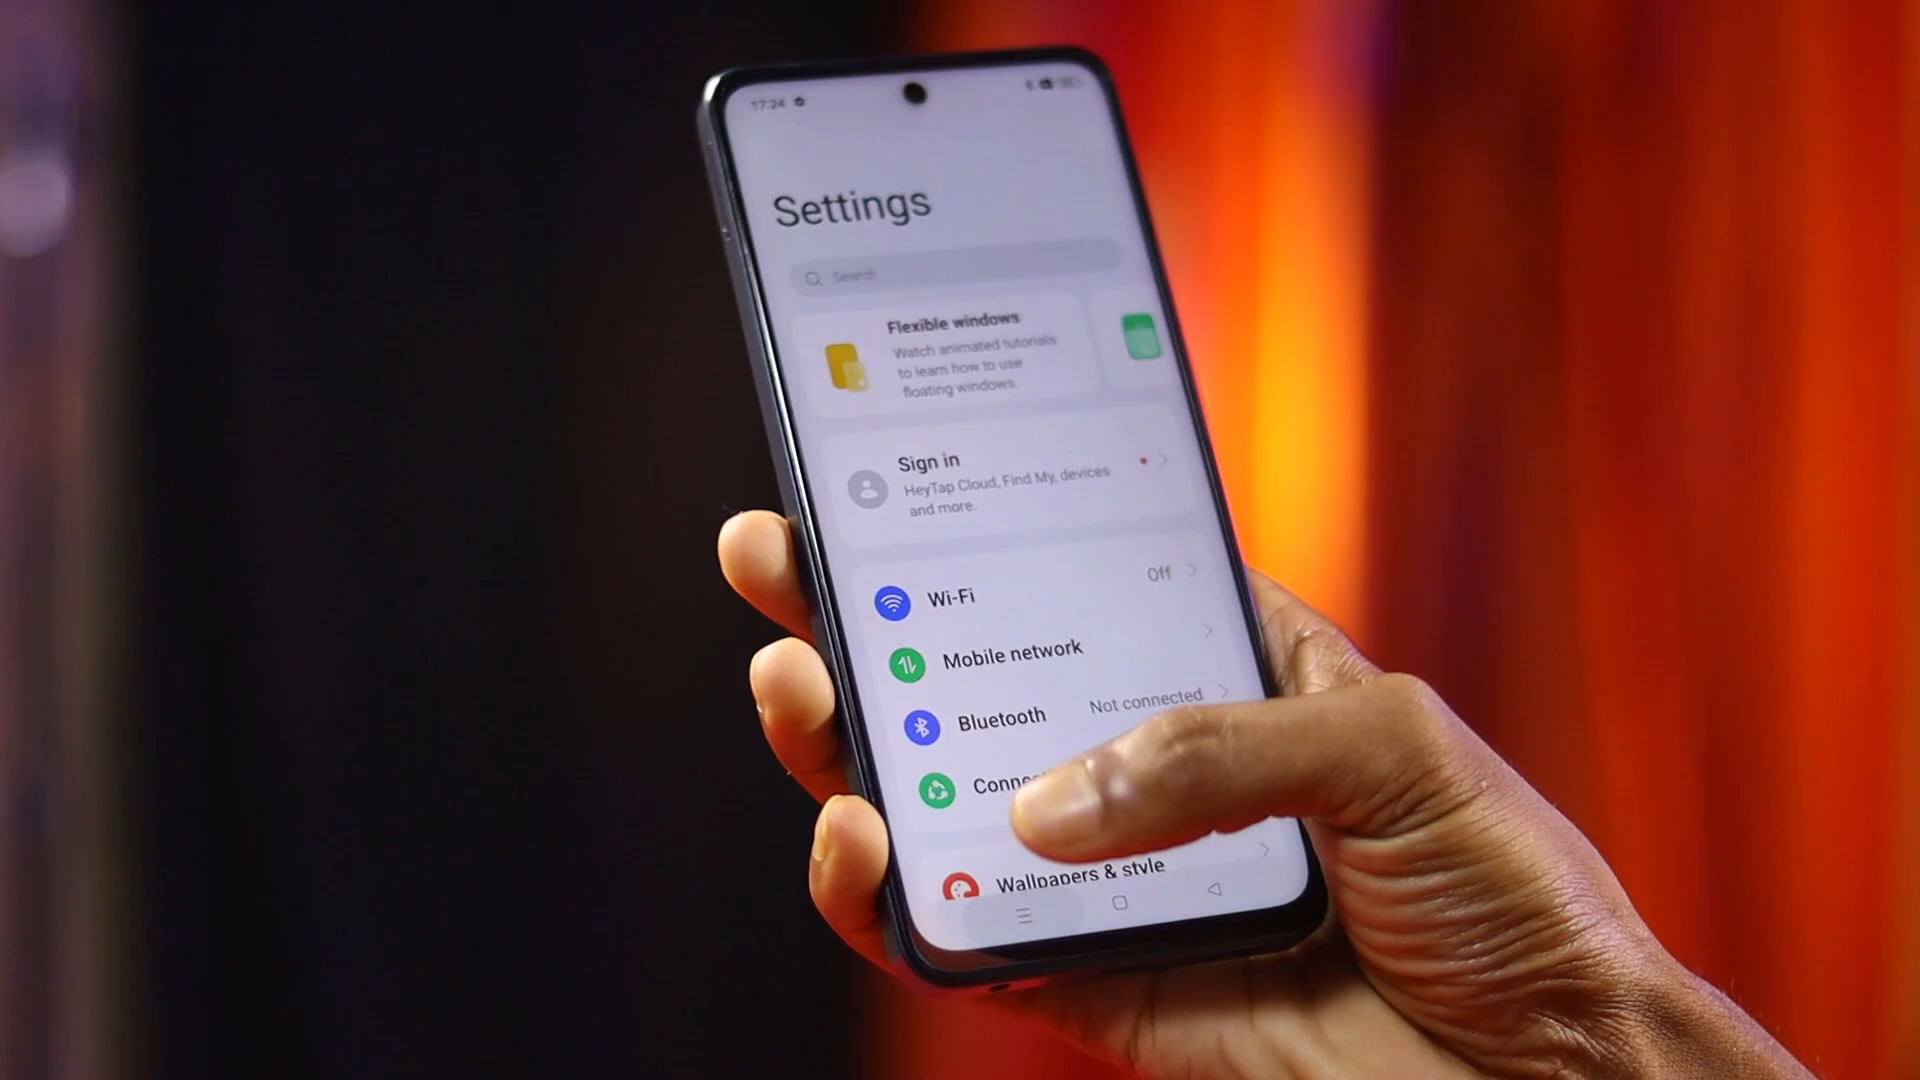 17:24
Settings
Search
Flexible windows
Watch animated tutorials
to learn how to use
floating windows.
Sign in
HeyTap Cloud, Find My, devices
and more.
Wi-Fi Off
Mobile network
Bluetooth Not connected
Conne
Wallpapers & style